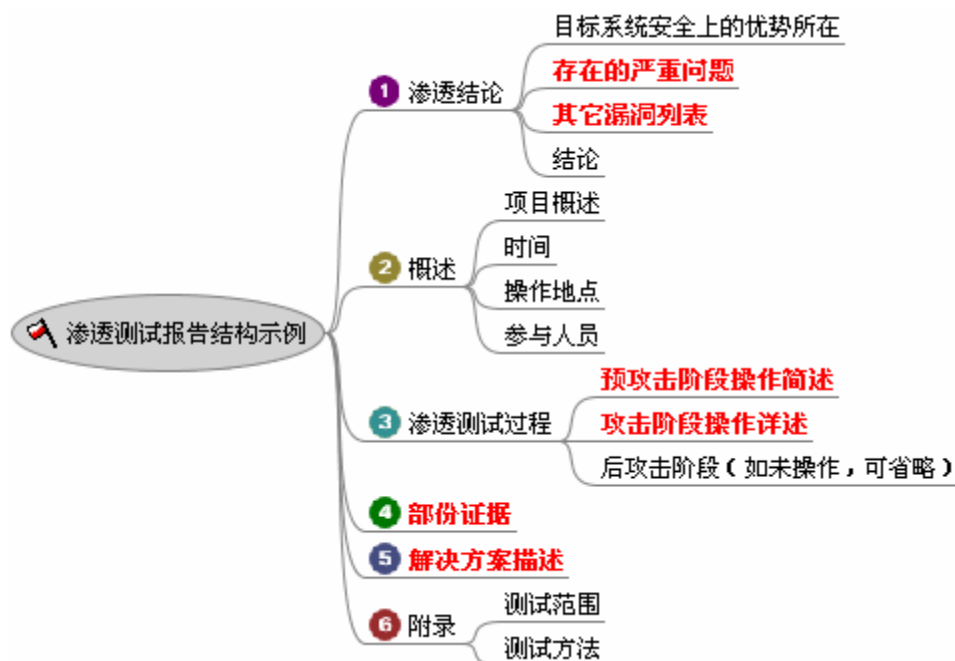 目标系统安全上的优势所在
存在的严重问题
1 渗透结论
其它漏洞列表
结论
项目概述
时间
2 概述
操作地点
参与人员
渗透测试报告结构示例
预攻击阶段操作简述
3 渗透测试过程
攻击阶段操作详述
后攻击阶段(如未操作,可省略)
4 部份证据
5 解决方案描述
测试范围
6 附录
测试方法